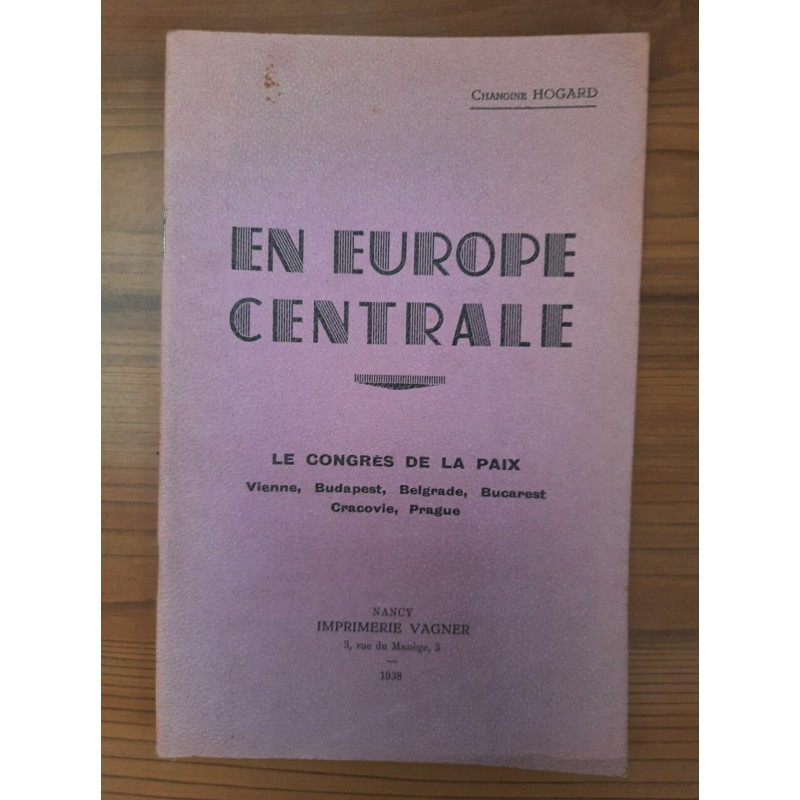 Chanoine HOGARD
EN EUROPE
CENTRALE
LE CONGRÈS DE LA PAIX
Vienne, Budapest, Belgrade, Bucarest
Cracovie, Prague
NANCY
IMPRIMERIE VAGNER
3, rue du Manège, 3
1938